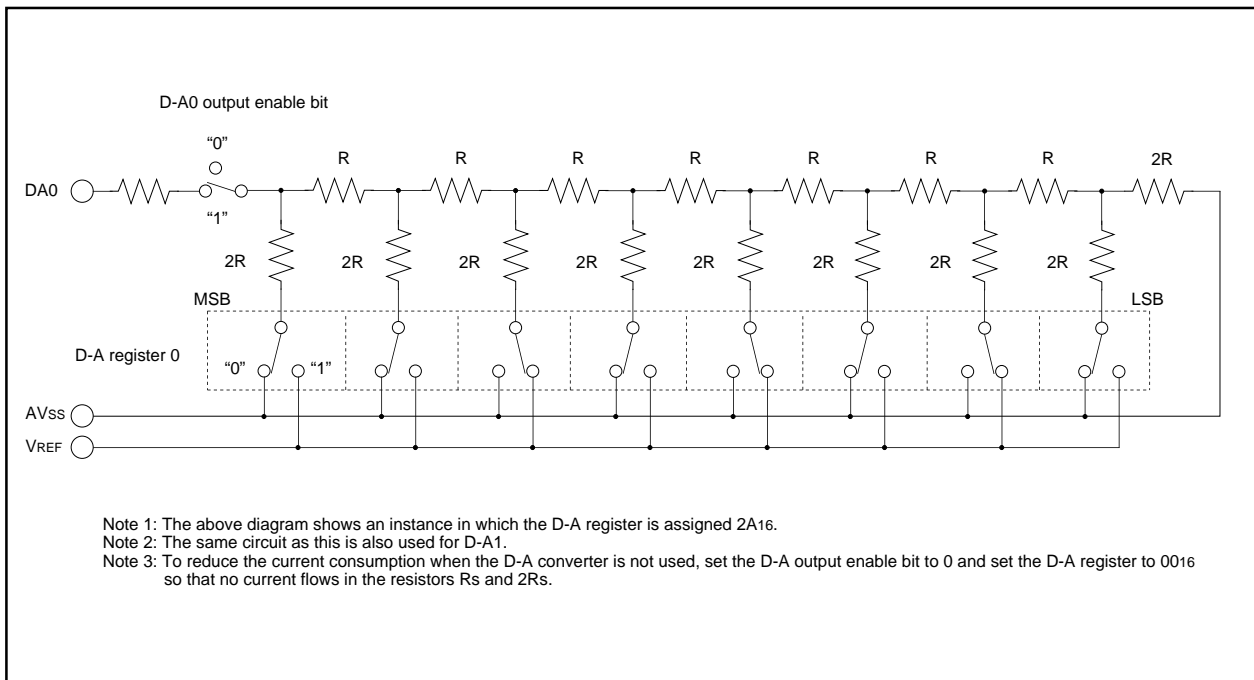 D-A0 output enable bit
“0”
R R R R R R R 2R
DA0
“1”
2R 2R 2R 2R 2R 2R 2R 2R
MSB LSB
D-A register 0
“0” “1”
AVSS
VREF
Note 1: The above diagram shows an instance in which the D-A register is assigned 2A16.
Note 2: The same circuit as this is also used for D-A1.
Note 3: To reduce the current consumption when the D-A converter is not used, set the D-A output enable bit to 0 and set the D-A register to 0016
so that no current flows in the resistors Rs and 2Rs.